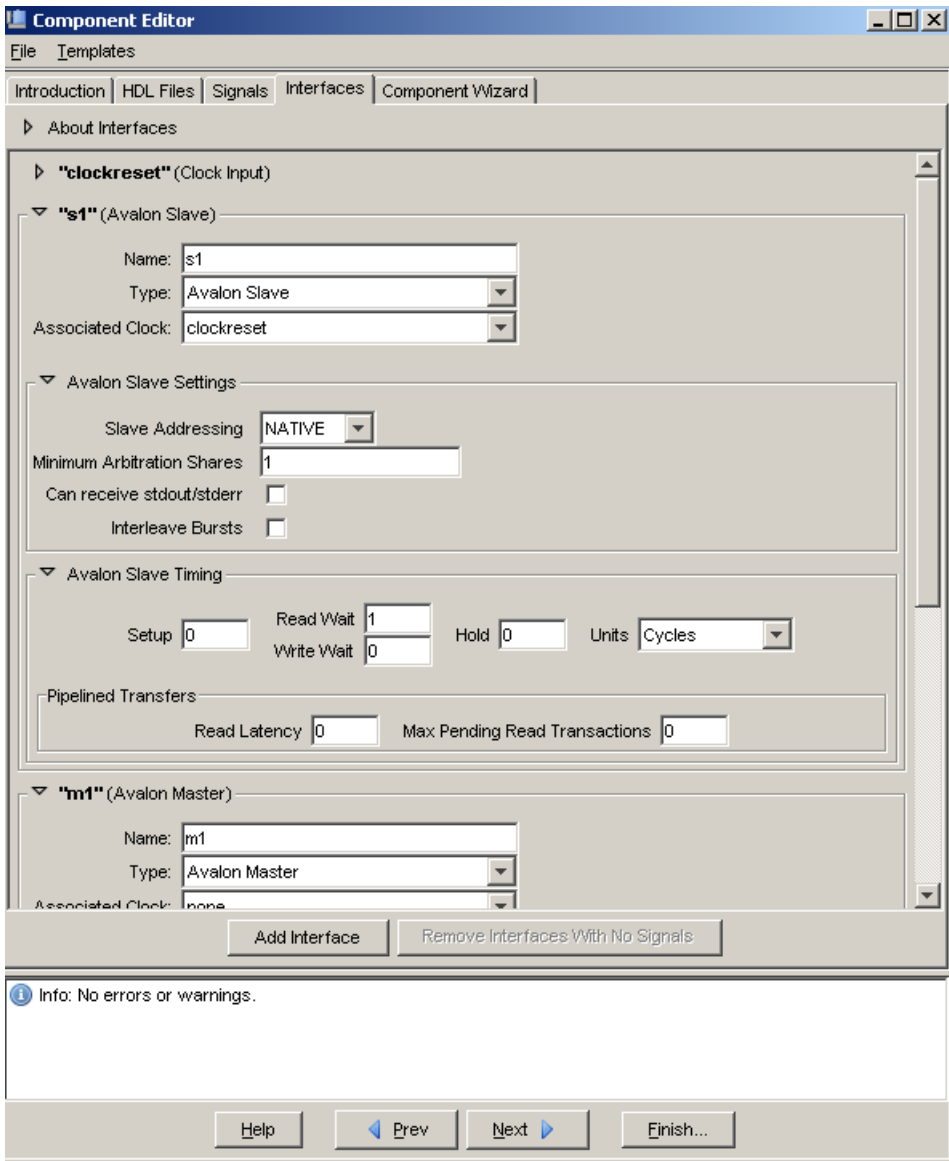 Component Editor
File Templates
Introduction HDL Files Signals Interfaces Component Wizard
About Interfaces
"clockreset" (Clock Input)
"s1" (Avalon Slave)
Name: s1
Type: Avalon Slave
Associated Clock: clockreset
Avalon Slave Settings
Slave Addressing NATIVE
Minimum Arbitration Shares 1
Can receive stdout/stderr
Interleave Bursts
Avalon Slave Timing
Setup 0 Read Wait 1 Hold 0 Units Cycles
Write Wait 0
Pipelined Transfers
Read Latency 0 Max Pending Read Transactions 0
"m1" (Avalon Master)
Name: m1
Type: Avalon Master
Associated Clock: none
Add Interface Remove Interfaces With No Signals
Info: No errors or warnings.
Help Prev Next Finish...